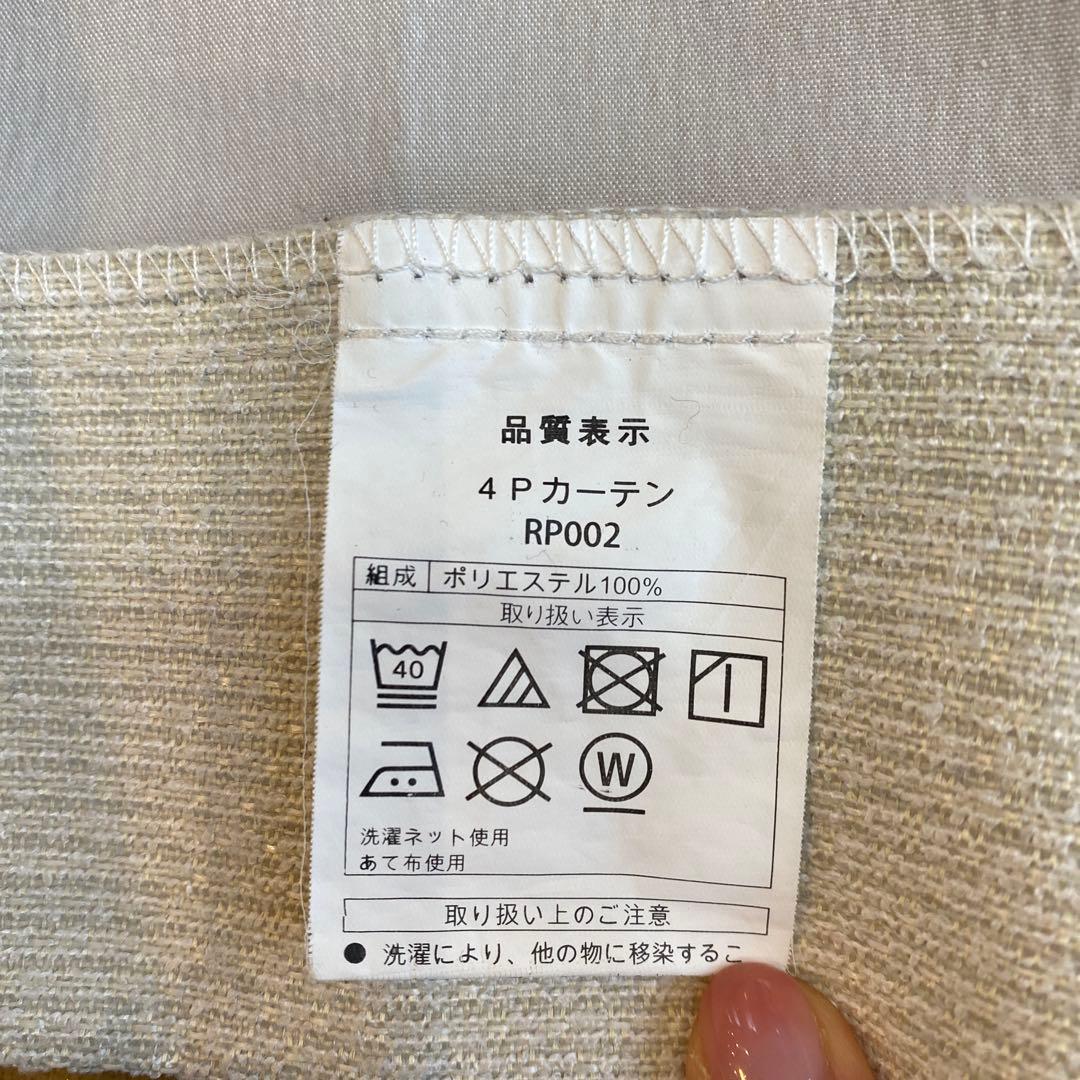 品質表示
4Pカーテン
RP002
組成 ポリエステル100%
取り扱い表示
40
W
洗濯ネット使用
あて布使用
取り扱い上のご注意
● 洗濯により、他の物に移染するこ